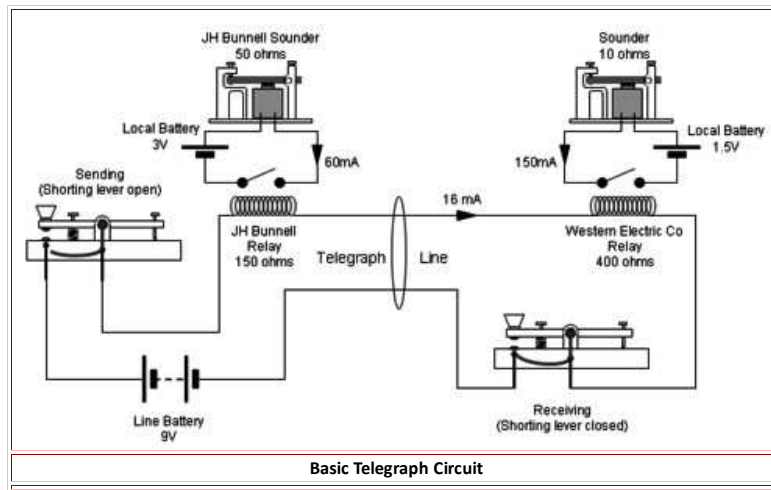 JH Bunnell Sounder
50 ohms
Sounder
10 ohms
Local Battery
3V
60mA
150mA
Local Battery
1.5V
Sending
(Shorting lever open)
16 mA
JH Bunnell
Relay
150 ohms
Telegraph Line
Western Electric Co
Relay
400 ohms
Line Battery
9V
Receiving
(Shorting lever closed)
Basic Telegraph Circuit